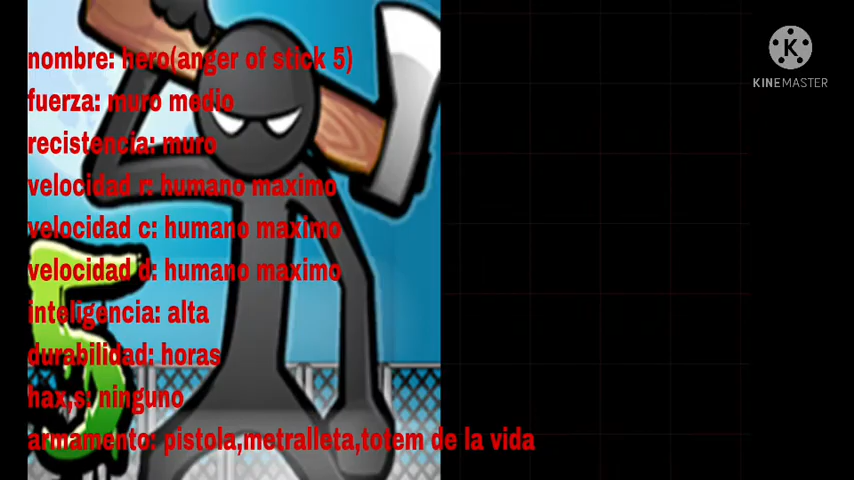 nombre: hero(anger of stick 5)
fuerza: muro medio
recistencia: muro
velocidad r: humano maximo
velocidad c: humano maximo
velocidad d: humano maximo
inteligencia: alta
durabilidad: horas
hax,s: ninguno
armamento: pistola,metralleta,totem de la vida
K
KINEMASTER
5